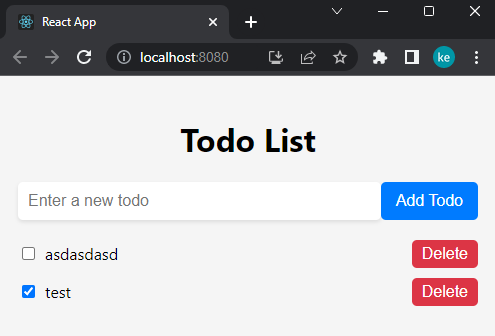 React App
localhost:8080
ke
Todo List
Enter a new todo
Add Todo
asdasdasd
Delete
test
Delete